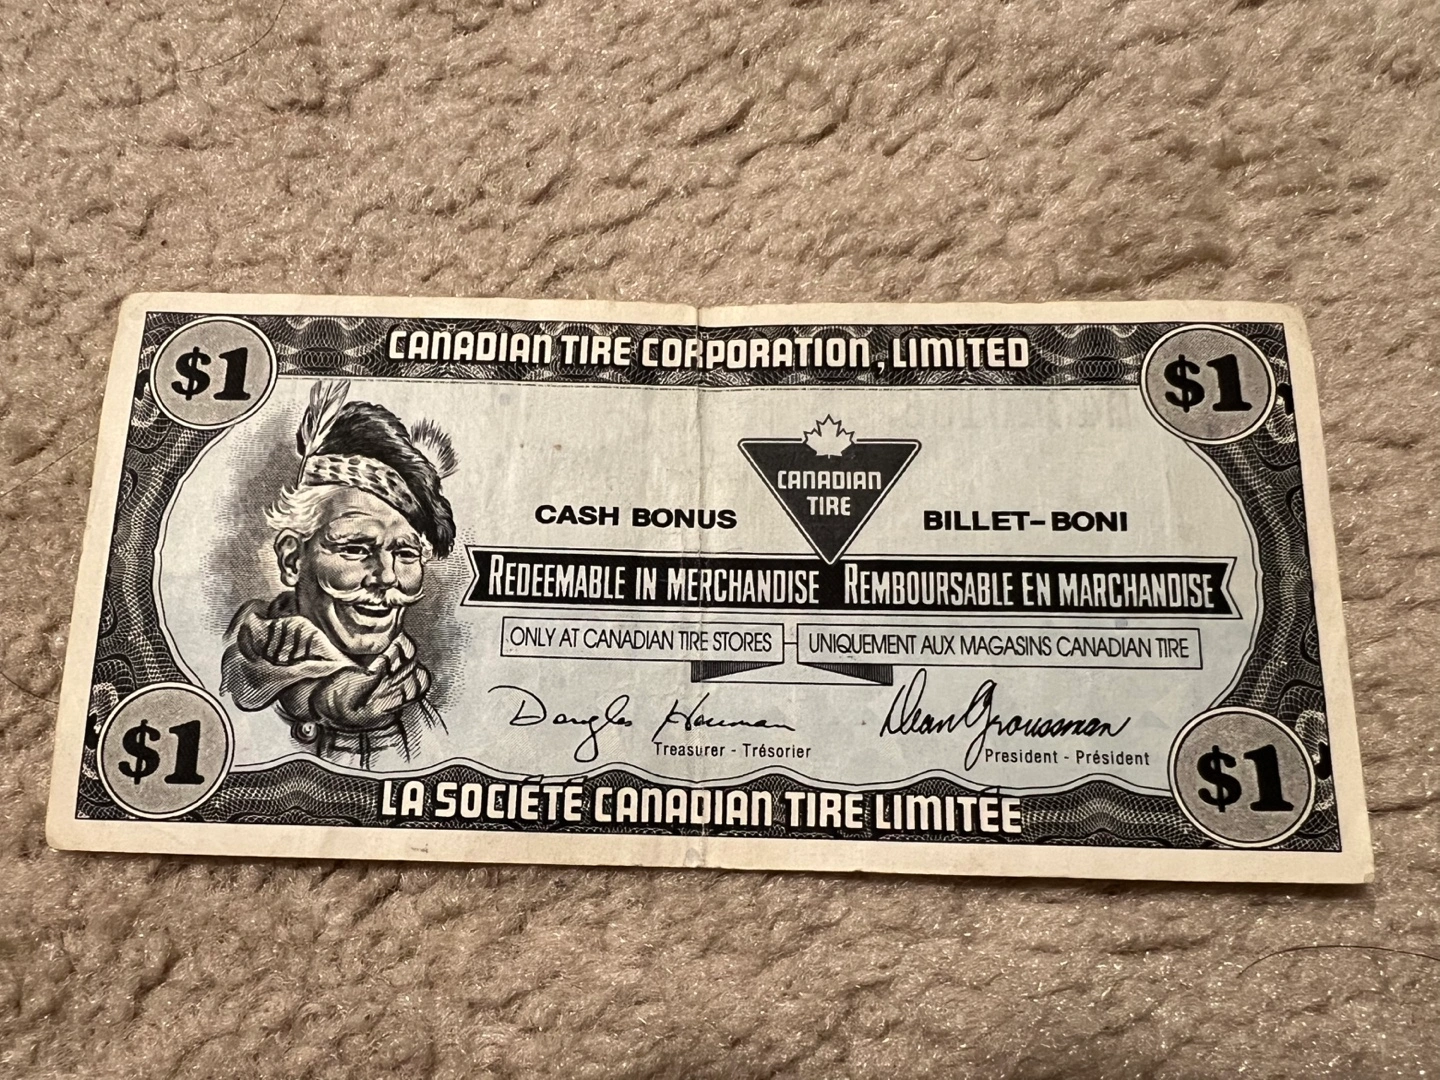 $1
CANADIAN TIRE CORPORATION, LIMITED
$1
CANADIAN
TIRE
CASH BONUS
BILLET-BONI
REDEEMABLE IN MERCHANDISE REMBOURSABLE EN MARCHANDISE
ONLY AT CANADIAN TIRE STORES
UNIQUEMENT AUX MAGASINS CANADIAN TIRE
Dean Groussman
Treasurer - Trésorier
President - Président
$1
LA SOCIÉTÉ CANADIAN TIRE LIMITÉE
$1